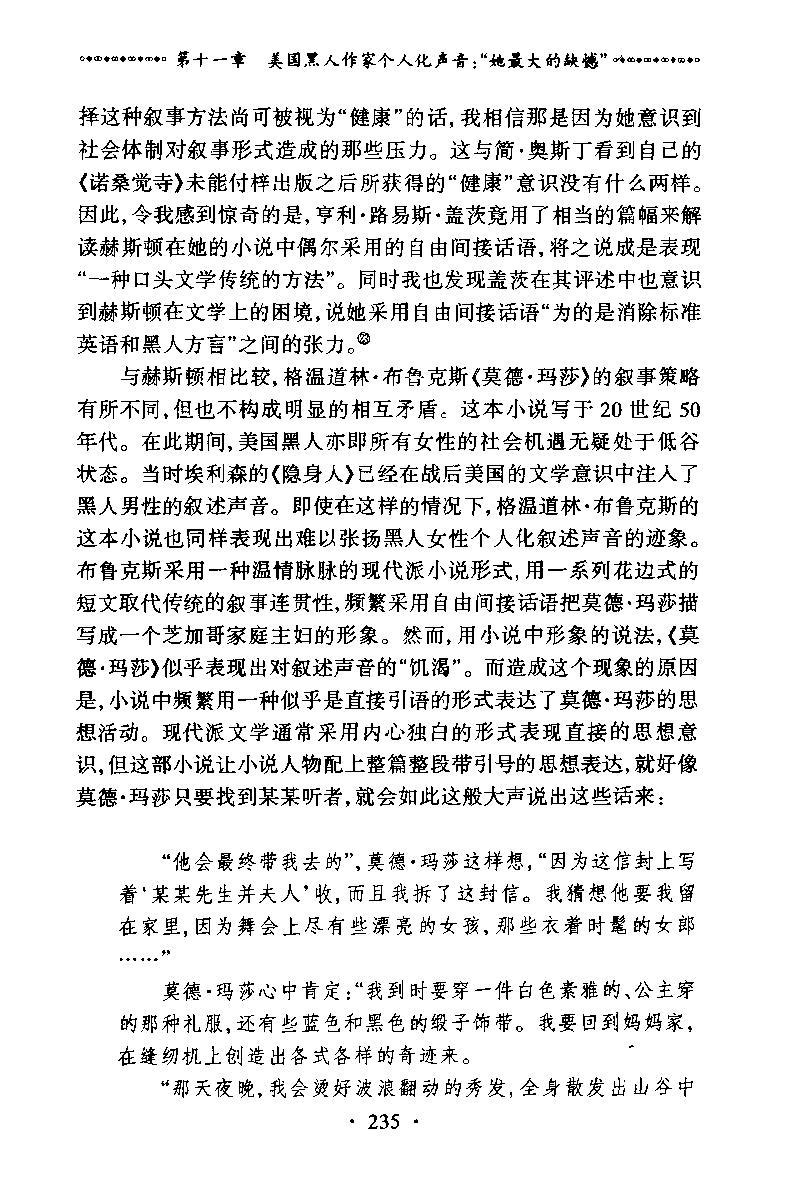 第十一章 美国黑人作家个人化声音:“她最大的缺憾”
择这种叙事方法尚可被视为“健康”的话,我相信那是因为她意识到
社会体制对叙事形式造成的那些压力。这与简·奥斯丁看到自己的
《诺桑觉寺》未能付梓出版之后所获得的“健康”意识没有什么两样。
因此,令我感到惊奇的是,亨利·路易斯·盖茨竟用了相当的篇幅来解
读赫斯顿在她的小说中偶尔采用的自由间接话语,将之说成是表现
“一种口头文学传统的方法”。同时我也发现盖茨在其评述中也意识
到赫斯顿在文学上的困境,说她采用自由间接话语“为的是消除标准
英语和黑人方言”之间的张力。
与赫斯顿相比较,格温道林·布鲁克斯《莫德·玛莎》的叙事策略
有所不同,但也不构成明显的相互矛盾。这本小说写于 20 世纪 50
年代。在此期间,美国黑人亦即所有女性的社会机遇无疑处于低谷
状态。当时埃利森的《隐身人》已经在战后美国的文学意识中注入了
黑人男性的叙述声音。即使在这样的情况下,格温道林·布鲁克斯的
这本小说也同样表现出难以张扬黑人女性个人化叙述声音的迹象。
布鲁克斯采用一种温情脉脉的现代派小说形式,用一系列花边式的
短文取代传统的叙事连贯性,频繁采用自由间接话语把莫德·玛莎描
写成一个芝加哥家庭主妇的形象。然而,用小说中形象的说法,《莫
德·玛莎》似乎表现出对叙述声音的“饥渴”。而造成这个现象的原因
是,小说中频繁用一种似乎是直接引语的形式表达了莫德·玛莎的思
想活动。现代派文学通常采用内心独白的形式表现直接的思想意
识,但这部小说让小说人物配上整篇整段带引号的思想表达,就好像
莫德·玛莎只要找到某某听者,就会如此这般大声说出这些话来:
“他会最终带我去的”,莫德·玛莎这样想,“因为这信封上写
着‘某某先生并夫人’收,而且我拆了这封信。我猜想他要我留
在家里,因为舞会上尽有些漂亮的女孩,那些衣着时髦的女郎
……”
莫德·玛莎心中肯定:“我到时要穿一件白色素雅的、公主穿
的那种礼服,还有些蓝色和黑色的缎子饰带。我要回到妈妈家,
在缝纫机上创造出各式各样的奇迹来。
“那天夜晚,我会烫好波浪翻动的秀发,全身散发出山谷中
· 235 ·